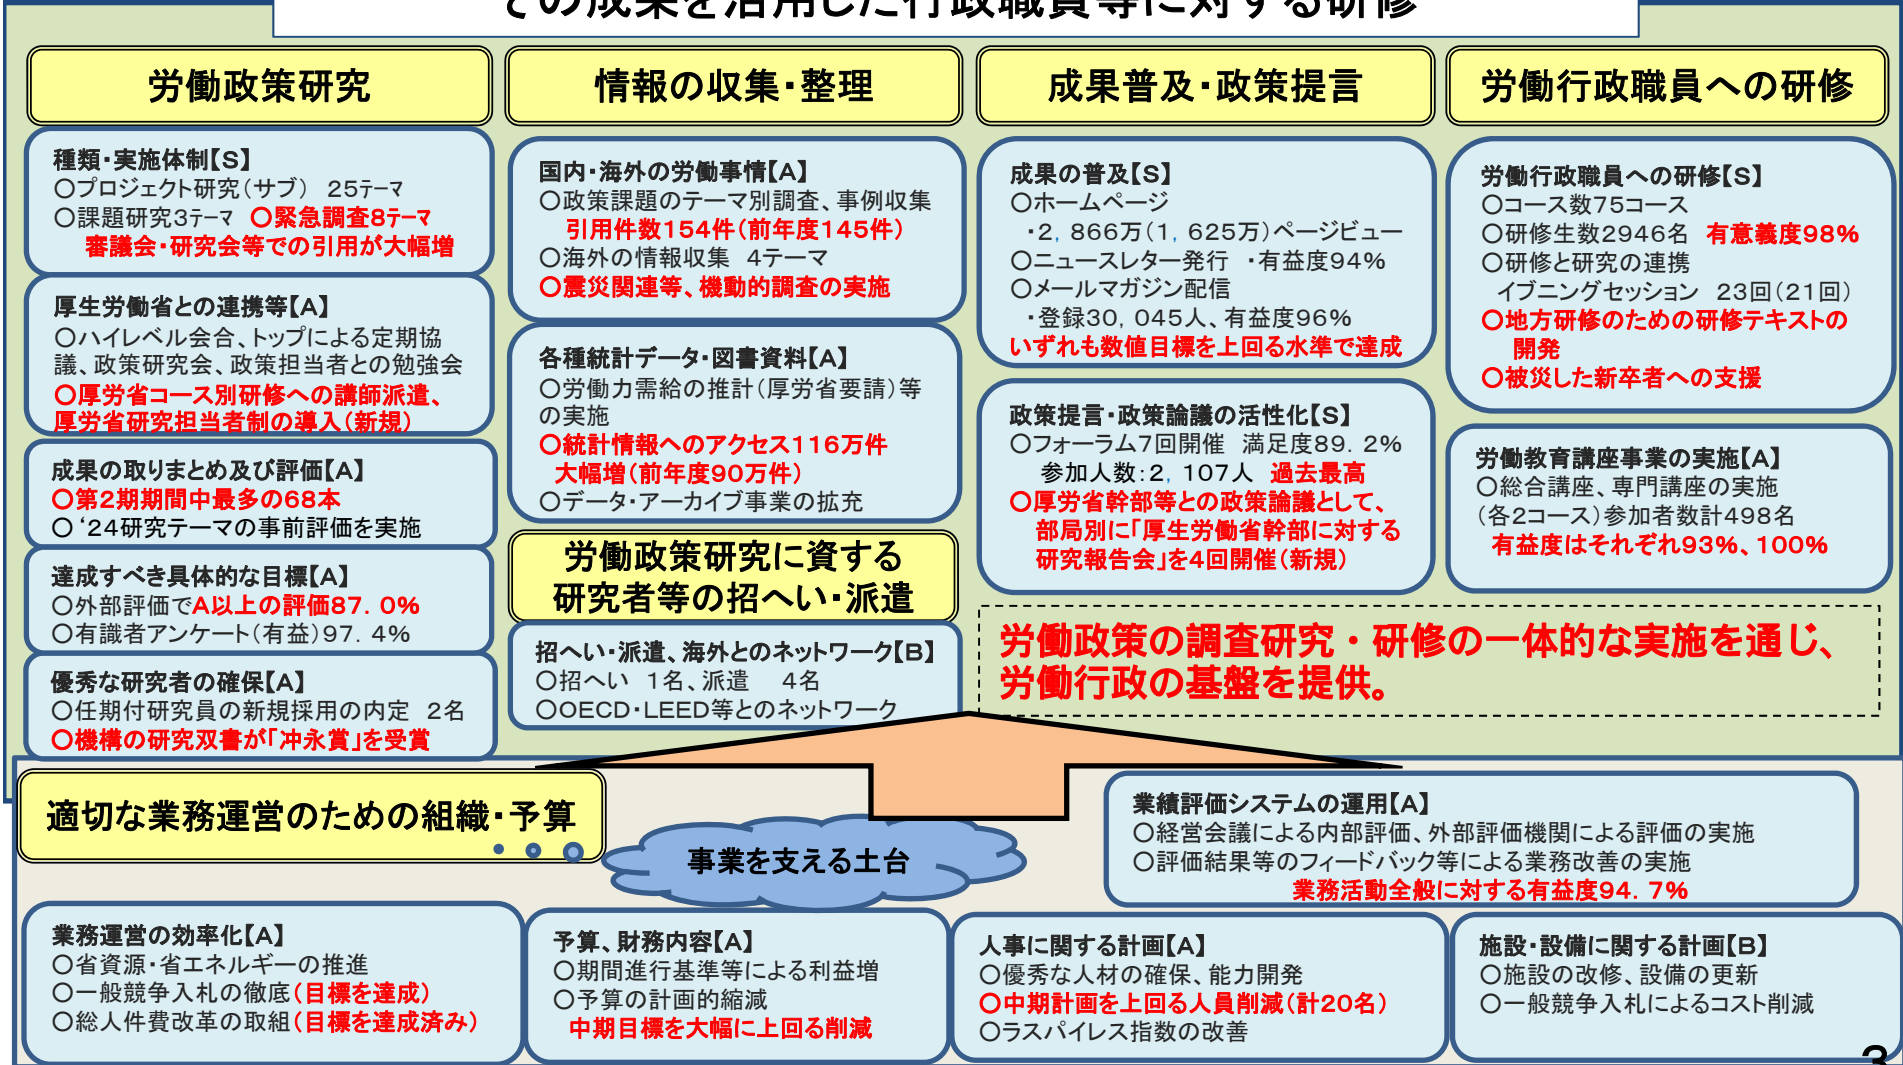 その成果を活用した行政職員等に対する研修
労働政策研究
種類・実施体制【S】
○プロジェクト研究（サブ） 25テーマ
○課題研究3テーマ ○緊急調査8テーマ
審議会・研究会等での引用が大幅増
厚生労働省との連携等【A】
○ハイレベル会合、トップによる定期協
議、政策研究会、政策担当者との勉強会
○厚労省コース別研修への講師派遣、
厚労省研究担当者制の導入（新規）
成果の取りまとめ及び評価【A】
○第2期期間中最多の68本
○‘24研究テーマの事前評価を実施
達成すべき具体的な目標【A】
○外部評価でA以上の評価87．0%
○有識者アンケート（有益）97．4%
優秀な研究者の確保【A】
○任期付研究員の新規採用の内定 2名
○機構の研究双書が「冲永賞」を受賞
情報の収集・整理
国内・海外の労働事情【A】
○政策課題のテーマ別調査、事例収集
引用件数154件（前年度145件）
○海外の情報収集 4テーマ
○震災関連等、機動的調査の実施
各種統計データ・図書資料【A】
○労働力需給の推計（厚労省要請）等
の実施
○統計情報へのアクセス116万件
大幅増（前年度90万件）
○データ・アーカイブ事業の拡充
労働政策研究に資する
研究者等の招へい・派遣
招へい・派遣、海外とのネットワーク【B】
○招へい 1名、派遣 4名
○OECD・LEED等とのネットワーク
成果普及・政策提言
成果の普及【S】
○ホームページ
・2，866万（1，625万）ページビュー
○ニュースレター発行 ・有益度94%
○メールマガジン配信
・登録30，045人、有益度96%
いずれも数値目標を上回る水準で達成
政策提言・政策論議の活性化【S】
○フォーラム7回開催 満足度89．2%
参加人数：2，107人 過去最高
○厚労省幹部等との政策論議として、
部局別に「厚生労働省幹部に対する
研究報告会」を4回開催（新規）
労働行政職員への研修
労働行政職員への研修【S】
○コース数75コース
○研修生数2946名 有意義度98%
○研修と研究の連携
イブニングセッション 23回（21回）
○地方研修のための研修テキストの
開発
○被災した新卒者への支援
労働教育講座事業の実施【A】
○総合講座、専門講座の実施
（各2コース）参加者数計498名
有益度はそれぞれ93%、100%
労働政策の調査研究・研修の一体的な実施を通じ、
労働行政の基盤を提供。
適切な業務運営のための組織・予算
事業を支える土台
業績評価システムの運用【A】
○経営会議による内部評価、外部評価機関による評価の実施
○評価結果等のフィードバック等による業務改善の実施
業務活動全般に対する有益度94．7%
業務運営の効率化【A】
○省資源・省エネルギーの推進
○一般競争入札の徹底（目標を達成）
○総人件費改革の取組（目標を達成済み）
予算、財務内容【A】
○期間進行基準等による利益増
○予算の計画的縮減
中期目標を大幅に上回る削減
人事に関する計画【A】
○優秀な人材の確保、能力開発
○中期計画を上回る人員削減（計20名）
○ラスパイレス指数の改善
施設・設備に関する計画【B】
○施設の改修、設備の更新
○一般競争入札によるコスト削減
3